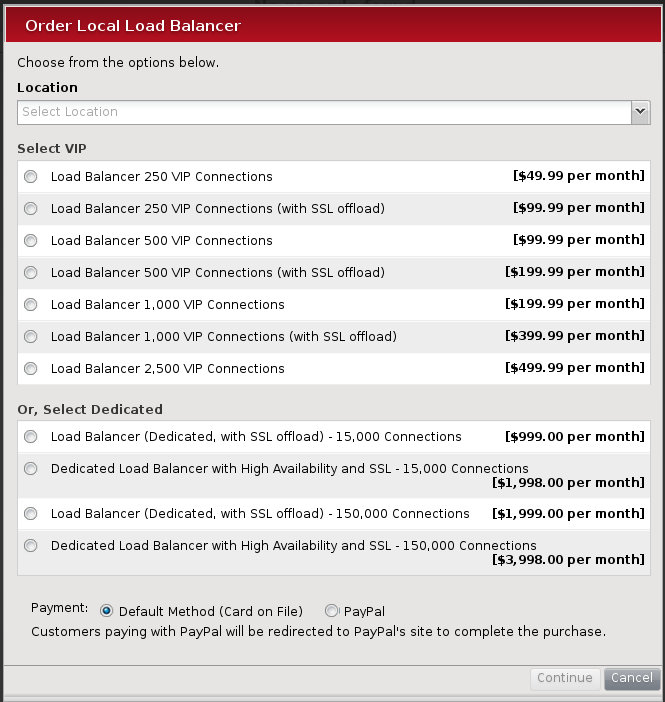 Order Local Load Balancer
Choose from the options below.
Location
Select Location
Select VIP
Load Balancer 250 VIP Connections [$49.99 per month]
Load Balancer 250 VIP Connections (with SSL offload) [$99.99 per month]
Load Balancer 500 VIP Connections [$99.99 per month]
Load Balancer 500 VIP Connections (with SSL offload) [$199.99 per month]
Load Balancer 1,000 VIP Connections [$199.99 per month]
Load Balancer 1,000 VIP Connections (with SSL offload) [$399.99 per month]
Load Balancer 2,500 VIP Connections [$499.99 per month]
Or, Select Dedicated
Load Balancer (Dedicated, with SSL offload) - 15,000 Connections [$999.00 per month]
Dedicated Load Balancer with High Availability and SSL - 15,000 Connections
[$1,998.00 per month]
Load Balancer (Dedicated, with SSL offload) - 150,000 Connections [$1,999.00 per month]
Dedicated Load Balancer with High Availability and SSL - 150,000 Connections
[$3,998.00 per month]
Payment: Default Method (Card on File) PayPal
Customers paying with PayPal will be redirected to PayPal's site to complete the purchase.
Continue Cancel